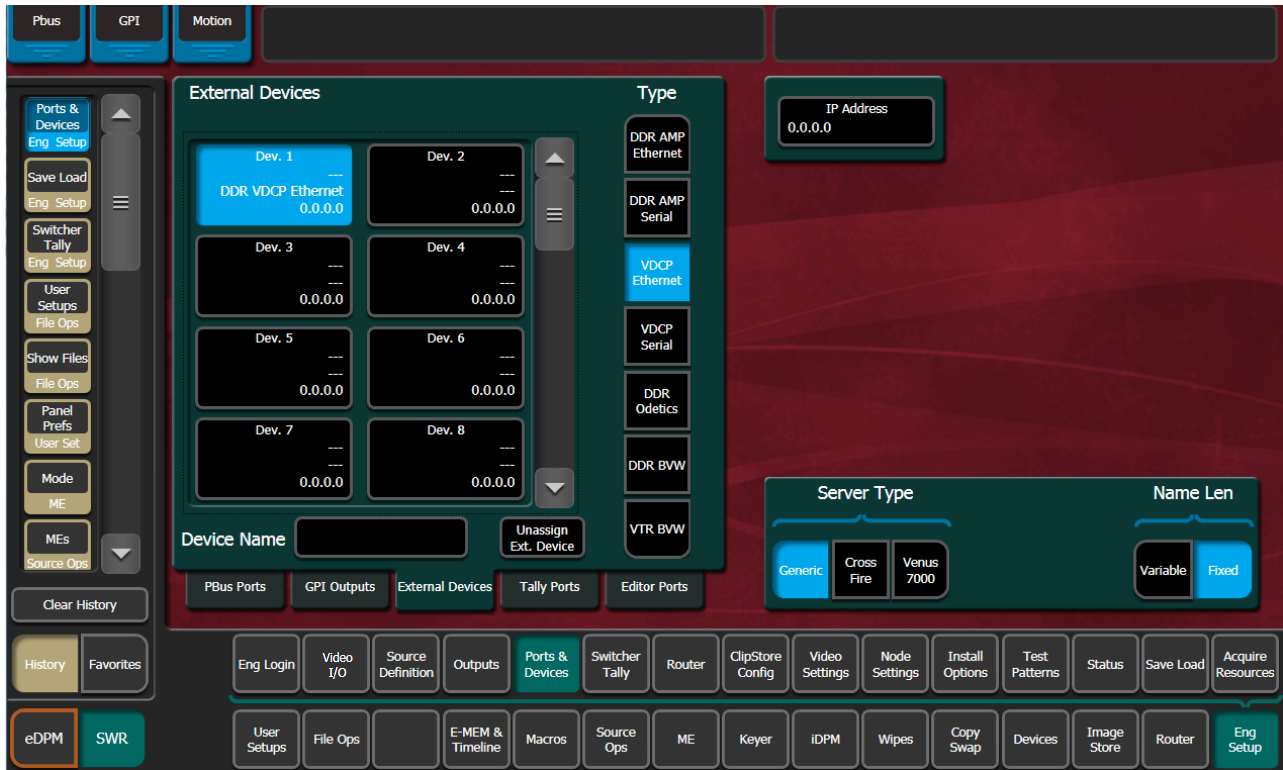 Pbus
GPI
Motion
Ports &
Devices
Eng Setup
Save Load
Eng Setup
Switcher
Tally
Eng Setup
User
Setups
File Ops
Show Files
File Ops
Panel
Prefs
User Set
Mode
ME
MEs
Source Ops
Clear History
History
Favorites
eDPM
SWR
External Devices
Dev. 1
---
DDR VDCP Ethernet
0.0.0.0
Dev. 2
---
---
0.0.0.0
Dev. 3
---
---
0.0.0.0
Dev. 4
---
---
0.0.0.0
Dev. 5
---
---
0.0.0.0
Dev. 6
---
---
0.0.0.0
Dev. 7
---
---
0.0.0.0
Dev. 8
---
---
0.0.0.0
Device Name
Unassign
Ext. Device
Type
DDR AMP
Ethernet
DDR AMP
Serial
VDCP
Ethernet
VDCP
Serial
DDR
Odetics
DDR BVW
VTR BVW
PBus Ports
GPI Outputs
External Devices
Tally Ports
Editor Ports
IP Address
0.0.0.0
Server Type
Generic
Cross
Fire
Venus
7000
Name Len
Variable
Fixed
Eng Login
Video
I/O
Source
Definition
Outputs
Ports &
Devices
Switcher
Tally
Router
ClipStore
Config
Video
Settings
Node
Settings
Install
Options
Test
Patterns
Status
Save Load
Acquire
Resources
User
Setups
File Ops
E-MEM &
Timeline
Macros
Source
Ops
ME
Keyer
iDPM
Wipes
Copy
Swap
Devices
Image
Store
Router
Eng
Setup